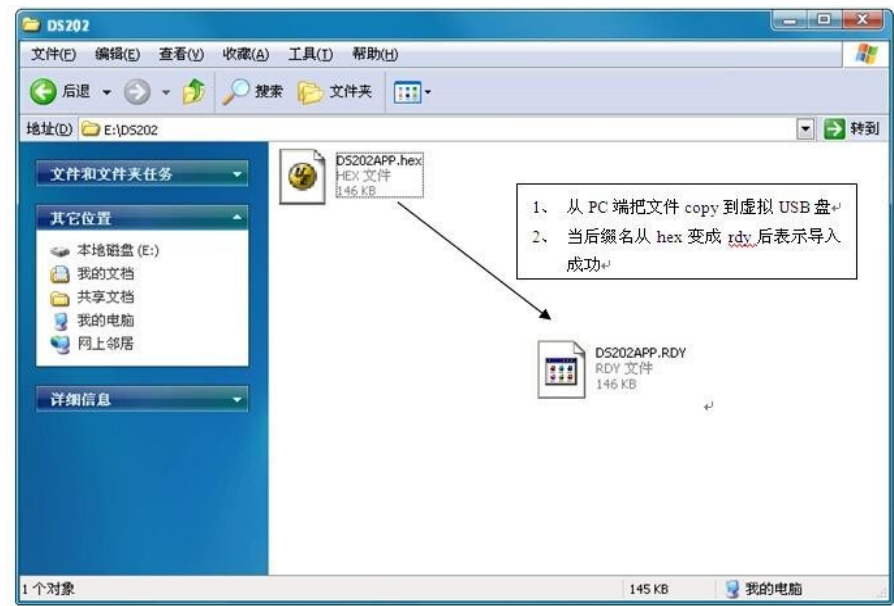 DS202
文件(F) 编辑(E) 查看(V) 收藏(A) 工具(T) 帮助(H)
后退 搜索 文件夹
地址(D) E:\DS202 转到
文件和文件夹任务
其它位置
本地磁盘 (E:)
我的文档
共享文档
我的电脑
网上邻居
详细信息
DS202APP.hex
HEX 文件
146 KB
1、 从 PC 端把文件 copy 到虚拟 USB 盘
2、 当后缀名从 hex 变成 rdy 后表示导入
成功
DS202APP.RDY
RDY 文件
146 KB
1 个对象 145 KB 我的电脑